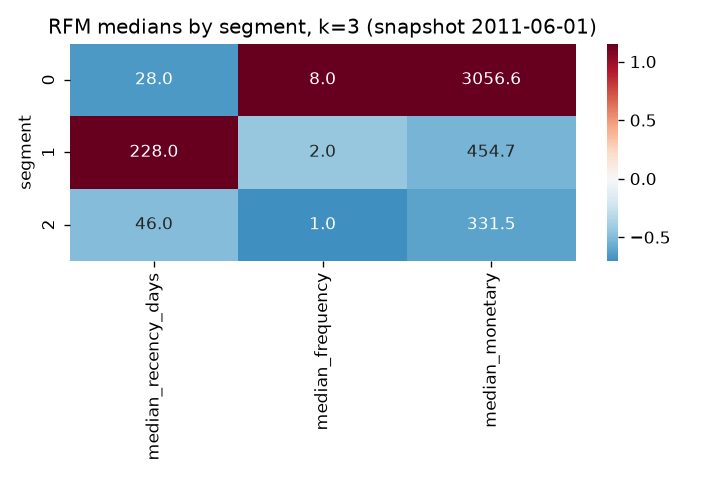 RFM medians by segment, k=3 (snapshot 2011-06-01)
segment
0
28.0 8.0 3056.6
1
228.0 2.0 454.7
2
46.0 1.0 331.5
median_recency_days
median_frequency
median_monetary
1.0
0.5
0.0
−0.5